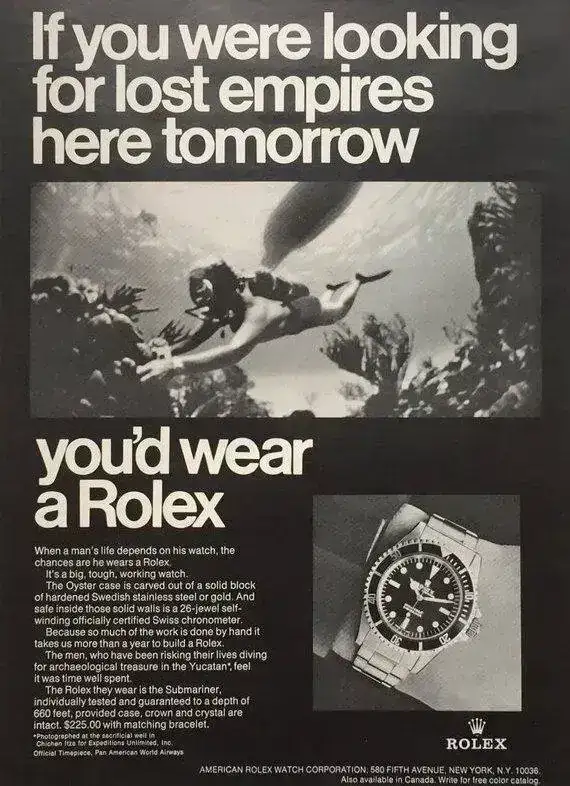 If you were looking
for lost empires
here tomorrow
you'd wear
a Rolex
When a man's life depends on his watch, the
chances are he wears a Rolex.
It's a big, tough, working watch.
The Oyster case is carved out of a solid block
of hardened Swedish stainless steel or gold. And
safe inside those solid walls is a 26-jewel self-
winding officially certified Swiss chronometer.
Because so much of the work is done by hand it
takes us more than a year to build a Rolex.
The men, who have been risking their lives diving
for archaeological treasure in the Yucatan*, feel
it was time well spent.
The Rolex they wear is the Submariner,
individually tested and guaranteed to a depth of
660 feet, provided case, crown and crystal are
intact. $225.00 with matching bracelet.
*Photographed at the sacrificial well in
Chichen Itza for Expeditions Unlimited, Inc.
Official Timepiece, Pan American World Airways
ROLEX
AMERICAN ROLEX WATCH CORPORATION, 580 FIFTH AVENUE, NEW YORK, N.Y. 10036.
Also available in Canada. Write for free color catalog.